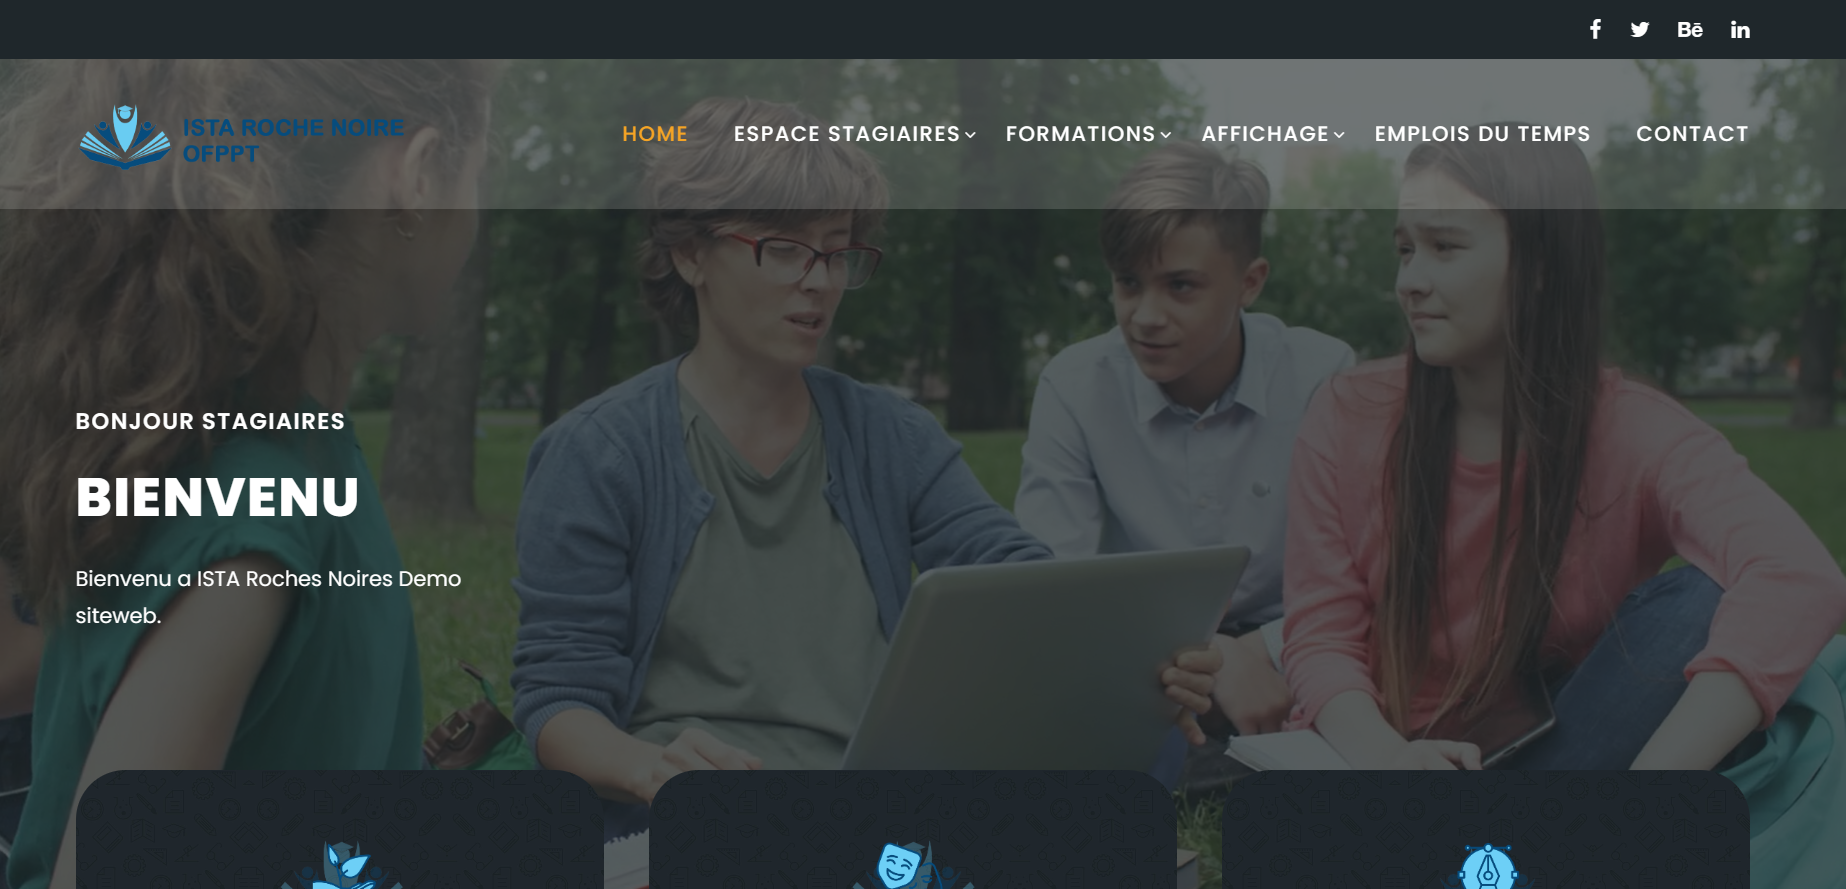 Bē
ISTA ROCHE NOIRE
OFPPT
HOME ESPACE STAGIAIRES FORMATIONS AFFICHAGE EMPLOIS DU TEMPS CONTACT
BONJOUR STAGIAIRES
BIENVENU
Bienvenu a ISTA Roches Noires Demo
siteweb.